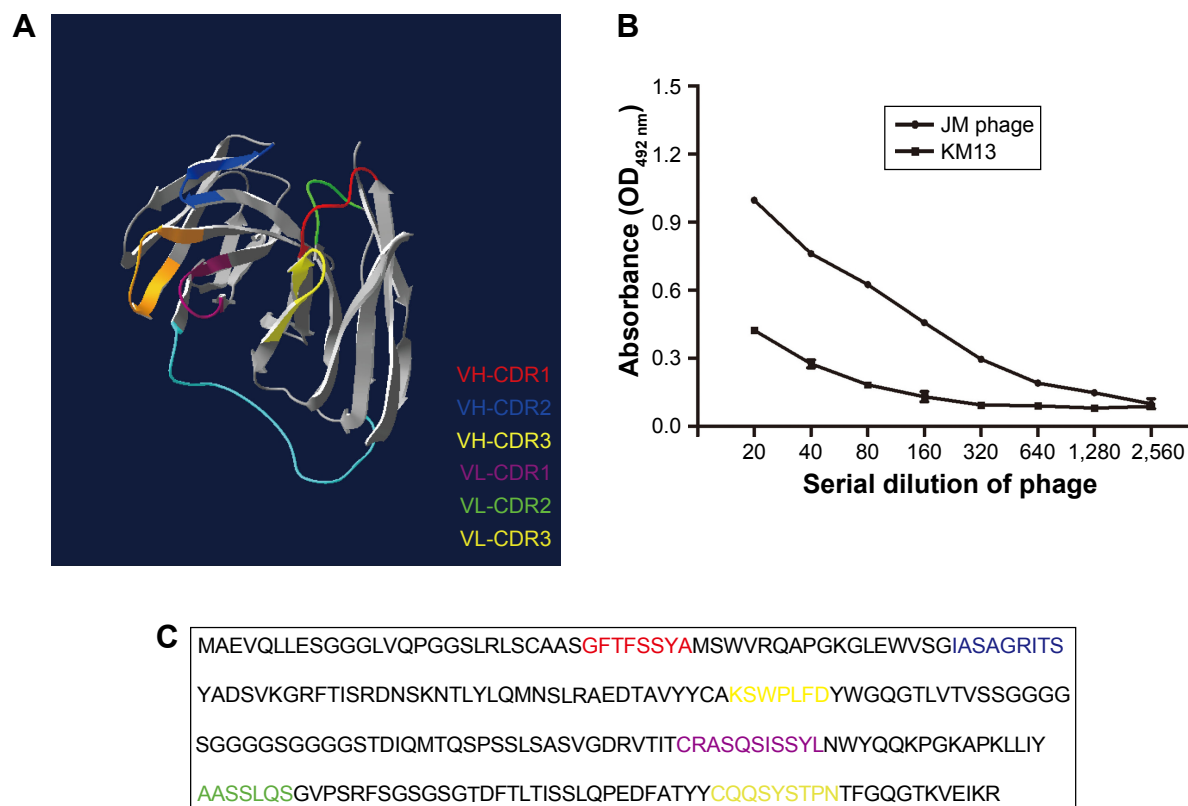 A
VH-CDR1
VH-CDR2
VH-CDR3
VL-CDR1
VL-CDR2
VL-CDR3
B
Absorbance (OD492 nm)
1.5
1.2
0.9
0.6
0.3
0.0
JM phage
KM13
20 40 80 160 320 640 1,280 2,560
Serial dilution of phage
C
MAEVQLLESGGGLVQPGGSLRLSCAASGFTFSSYAMSWVRQAPGKGLEWVSGIASAGRITS
YADSVKGRFTISRDNSKNTLYLQMNSLRAEDTAVYYCAKSWPLFDYWGQGTLVTVSSGGGG
SGGGGSGGGGSTDIQMTQSPSSLSASVGDRVTITCRASQSISSYLNWYQQKPGKAPKLLIY
AASSLQSGVPSRFSGSGSGTDFTLTISSLQPEDFATYYCQQSYSTPNTFGQGTKVEIKR